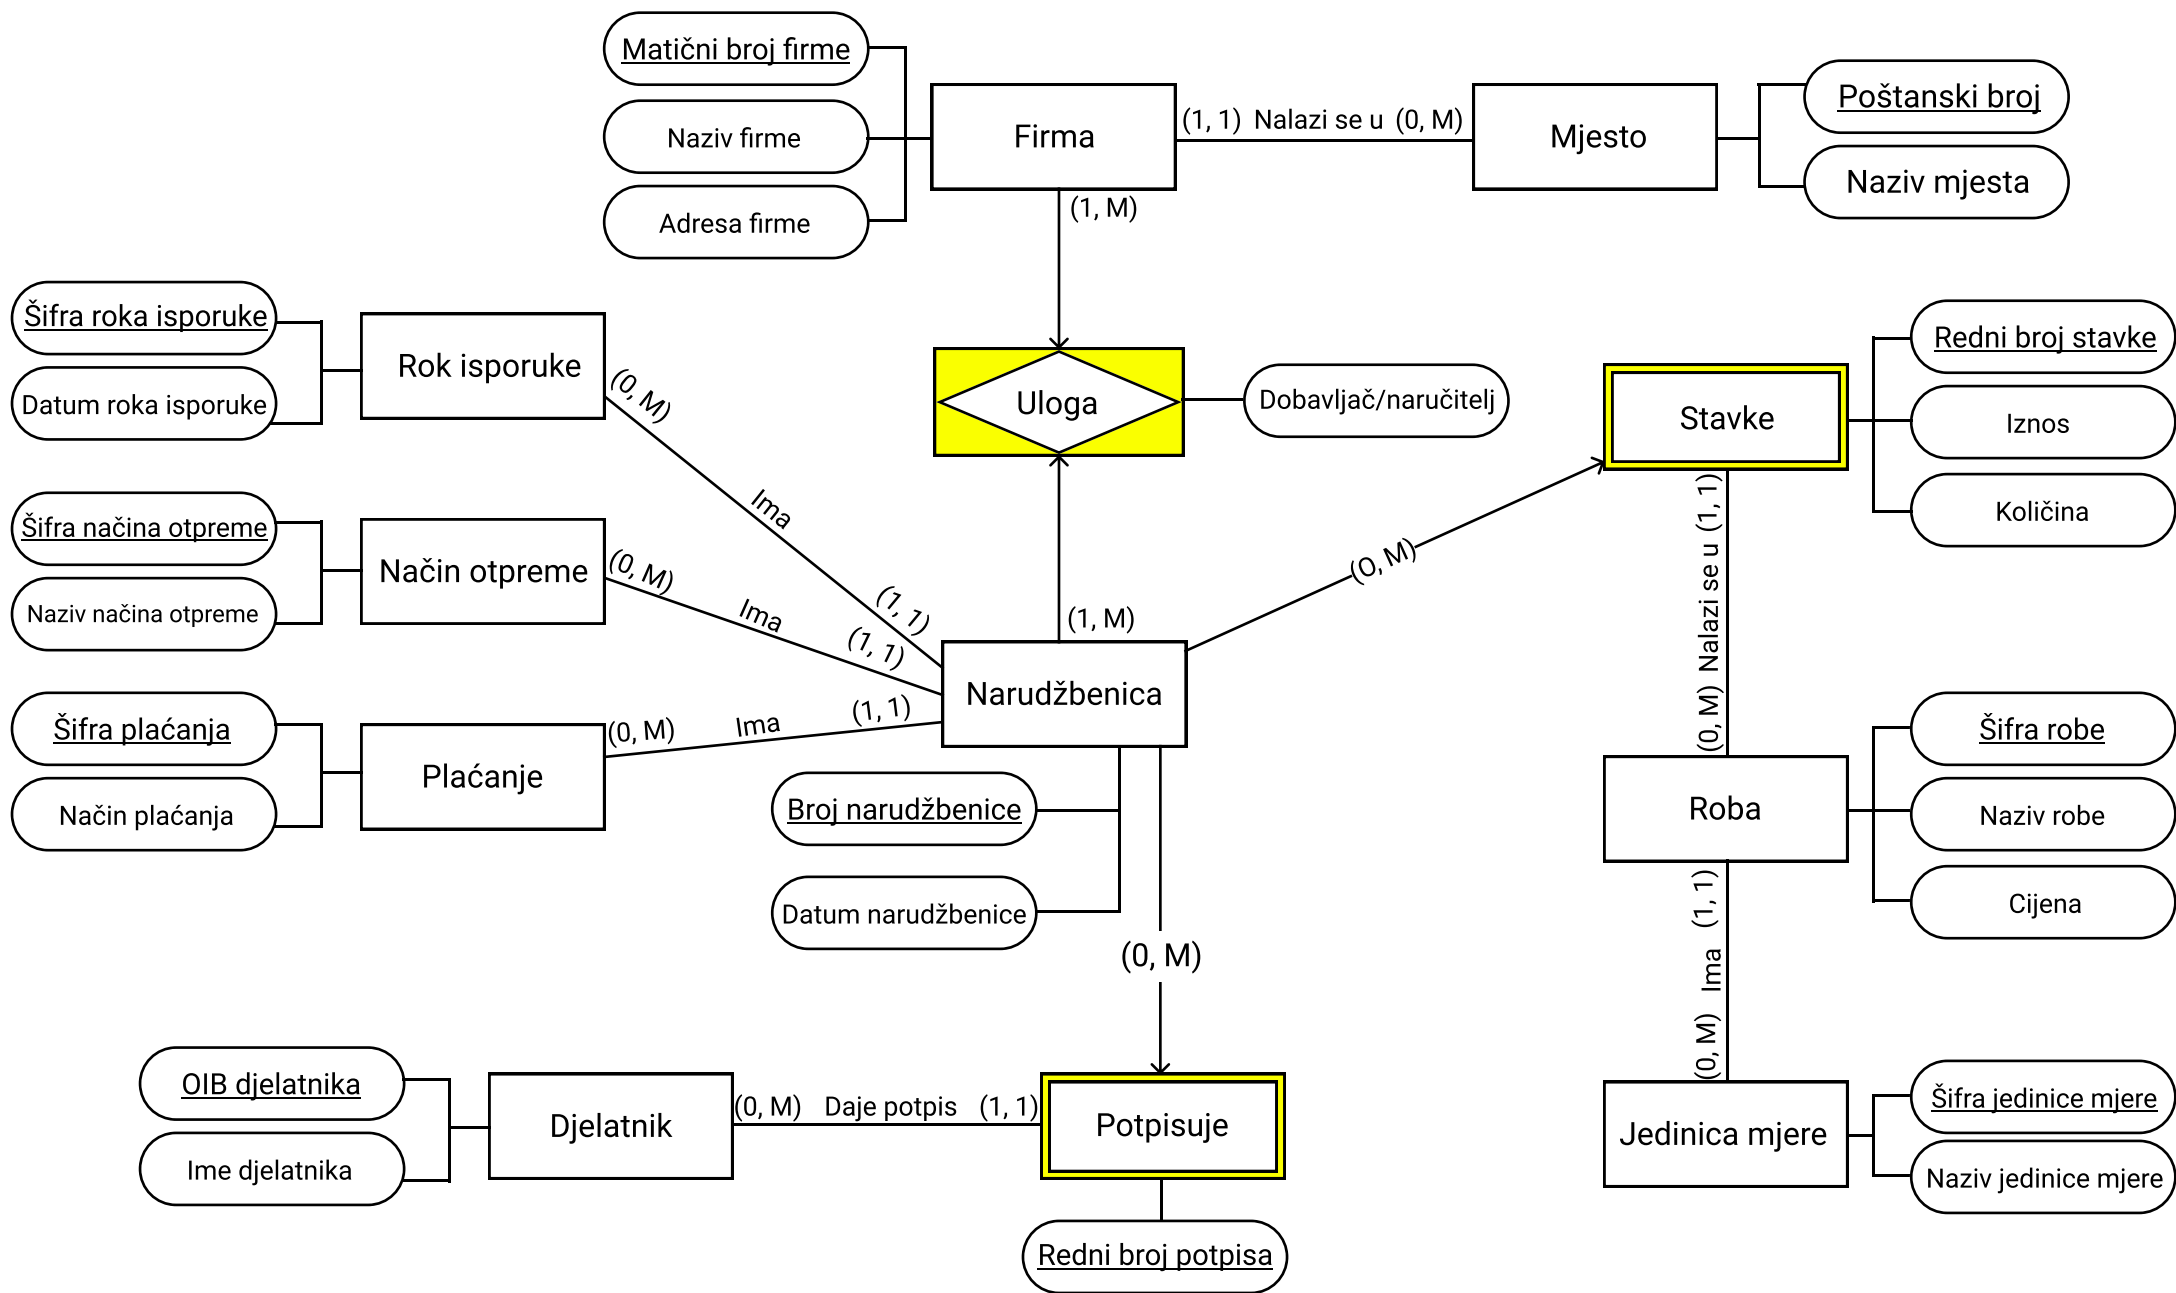 Matični broj firme
Naziv firme
Adresa firme
Firma
(1, 1) Nalazi se u (0, M)
Mjesto
Poštanski broj
Naziv mjesta
(1, M)
Šifra roka isporuke
Datum roka isporuke
Rok isporuke
(0, M)
Ima
(1, 1)
Uloga
Dobavljač/naručitelj
Stavke
Redni broj stavke
Iznos
Količina
Šifra načina otpreme
Naziv načina otpreme
Način otpreme
(0, M)
Ima
(1, 1)
(1, M)
(O, M)
(0, M) Nalazi se u (1, 1)
Šifra plaćanja
Način plaćanja
Plaćanje
(0, M)
Ima
(1, 1)
Narudžbenica
Broj narudžbenice
Datum narudžbenice
(0, M)
Roba
Šifra robe
Naziv robe
Cijena
(0, M) Ima (1, 1)
OIB djelatnika
Ime djelatnika
Djelatnik
(0, M) Daje potpis (1, 1)
Potpisuje
Redni broj potpisa
Jedinica mjere
Šifra jedinice mjere
Naziv jedinice mjere